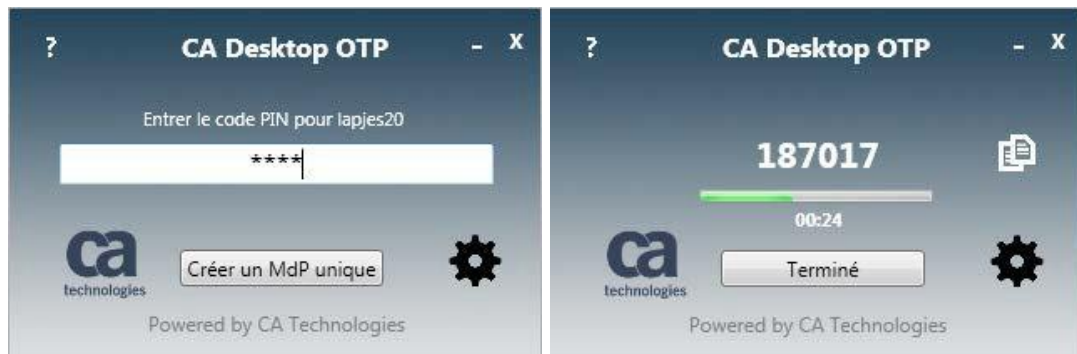 ? CA Desktop OTP - X
Entrer le code PIN pour lapjes20
****
ca
technologies
Créer un MdP unique
Powered by CA Technologies
? CA Desktop OTP - X
187017
00:24
ca
technologies
Terminé
Powered by CA Technologies